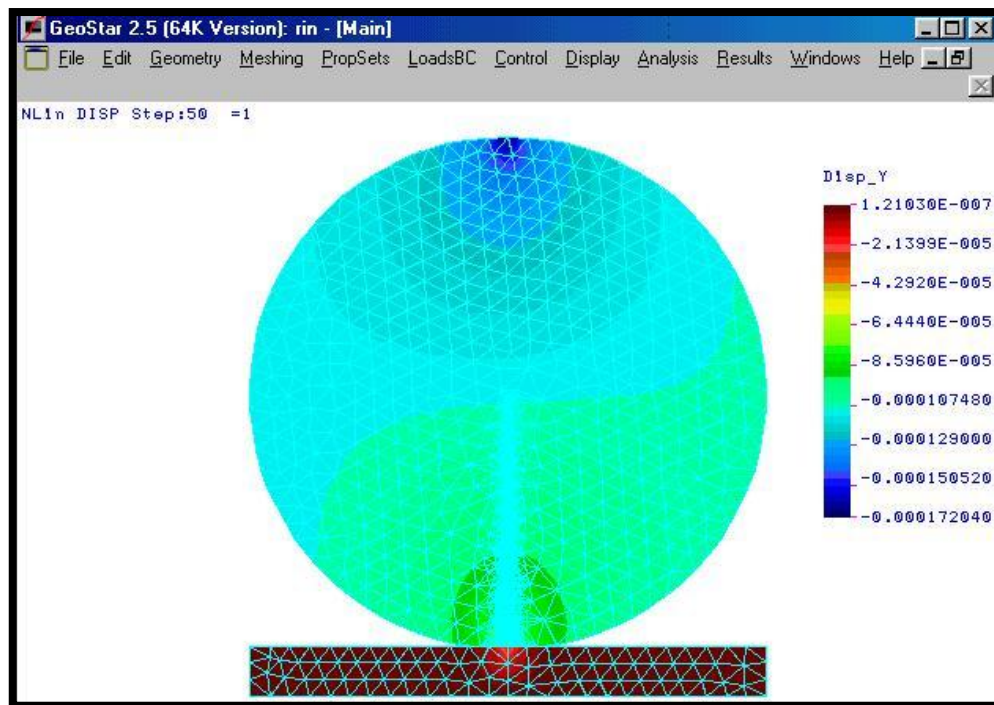 GeoStar 2.5 (64K Version): rin - [Main]
File Edit Geometry Meshing PropSets LoadsBC Control Display Analysis Results Windows Help
NLin DISP Step:50 =1
Disp_Y
1.21030E-007
-2.1399E-005
-4.2920E-005
-6.4440E-005
-8.5960E-005
-0.000107480
-0.000129000
-0.000150520
-0.000172040